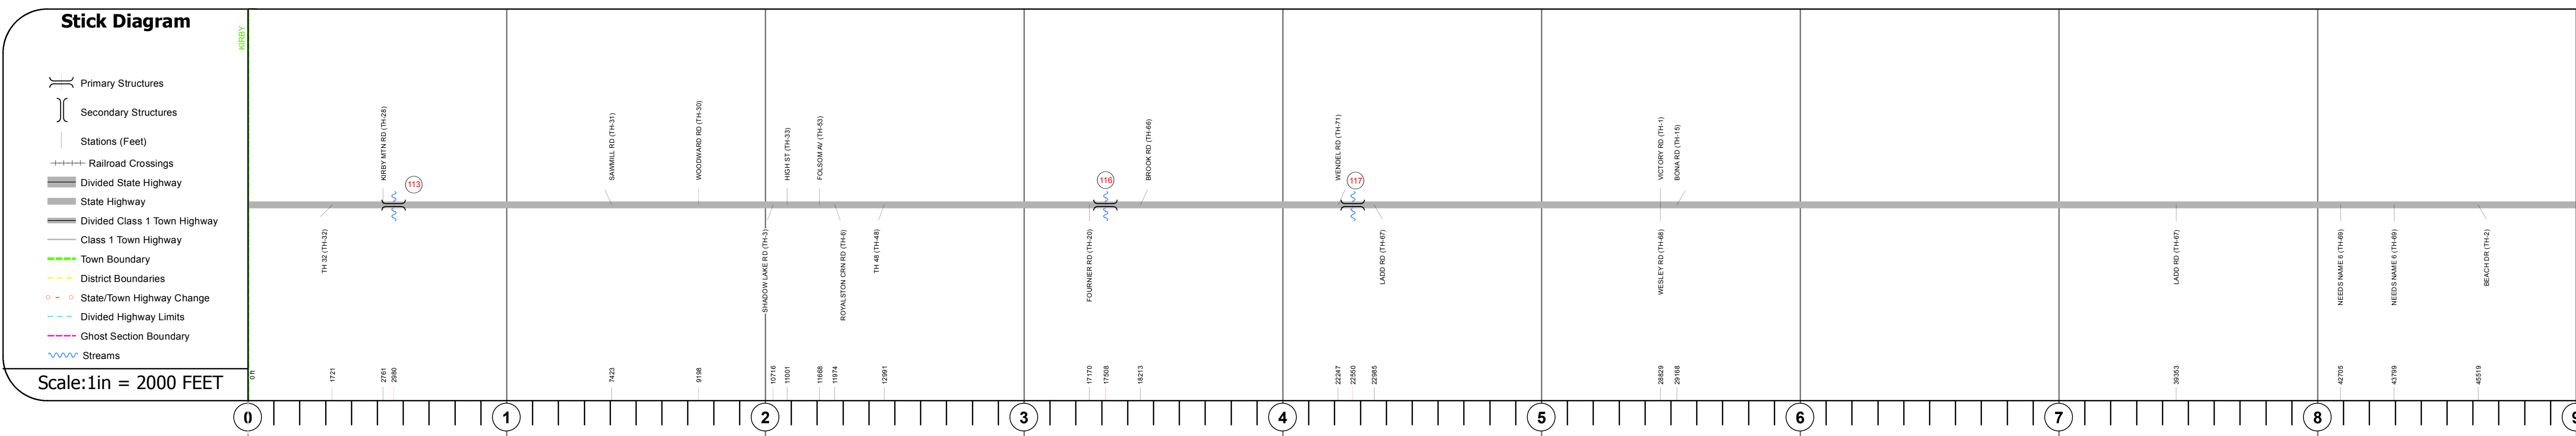 Stick Diagram
Primary Structures
Secondary Structures
Stations (Feet)
Railroad Crossings
Divided State Highway
State Highway
Divided Class 1 Town Highway
Class 1 Town Highway
Town Boundary
District Boundaries
State/Town Highway Change
Divided Highway Limits
Ghost Section Boundary
Streams
Scale:1in = 2000 FEET
KIRBY
KIRBY MTN RD (TH-28)
113
SAWMILL RD (TH-31)
WOODWARD RD (TH-30)
HIGH ST (TH-33)
FOLSOM AV (TH-53)
116
BROOK RD (TH-66)
WENDEL RD (TH-71)
117
VICTORY RD (TH-1)
BONA RD (TH-15)
TH 32 (TH-32)
SHADOW LAKE RD (TH-3)
ROYALSTON CRN RD (TH-6)
TH 48 (TH-48)
FOURNIER RD (TH-20)
LADD RD (TH-67)
WESLEY RD (TH-68)
LADD RD (TH-67)
NEEDS NAME 6 (TH-69)
NEEDS NAME 6 (TH-69)
BEACH DR (TH-2)
0 ft
1721
2761
2980
7423
9198
10716
11001
11668
11974
12991
17170
17508
18213
22247
22550
22985
28829
29168
39353
42705
43799
45519
0
1
2
3
4
5
6
7
8
9